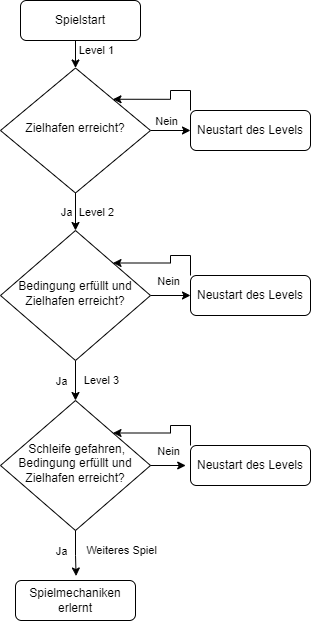 Spielstart
Level 1
Zielhafen erreicht?
Nein
Neustart des Levels
Ja Level 2
Bedingung erfüllt und
Zielhafen erreicht?
Nein
Neustart des Levels
Ja Level 3
Schleife gefahren,
Bedingung erfüllt und
Zielhafen erreicht?
Nein
Neustart des Levels
Ja Weiteres Spiel
Spielmechaniken
erlernt